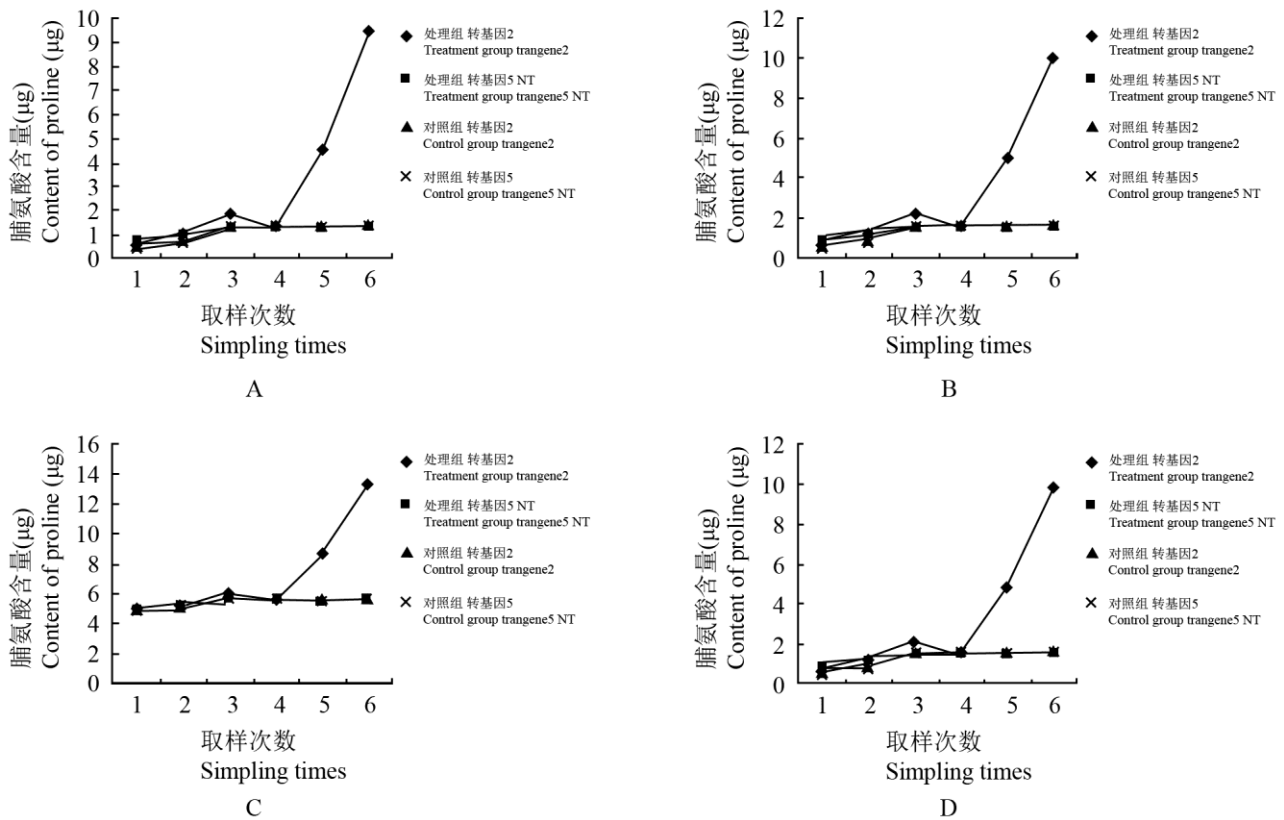 脯氨酸含量(μg)
Content of proline (μg)
10
9
8
7
6
5
4
3
2
1
0
1 2 3 4 5 6
取样次数
Simpling times
处理组 转基因2
Treatment group trangene2
处理组 转基因5 NT
Treatment group trangene5 NT
对照组 转基因2
Control group trangene2
对照组 转基因5
Control group trangene5 NT
A
脯氨酸含量(μg)
Content of proline (μg)
12
10
8
6
4
2
0
1 2 3 4 5 6
取样次数
Simpling times
处理组 转基因2
Treatment group trangene2
处理组 转基因5 NT
Treatment group trangene5 NT
对照组 转基因2
Control group trangene2
对照组 转基因5
Control group trangene5 NT
B
脯氨酸含量(μg)
Content of proline (μg)
16
14
12
10
8
6
4
2
0
1 2 3 4 5 6
取样次数
Simpling times
处理组 转基因2
Treatment group trangene2
处理组 转基因5 NT
Treatment group trangene5 NT
对照组 转基因2
Control group trangene2
对照组 转基因5
Control group trangene5 NT
C
脯氨酸含量(μg)
Content of proline (μg)
12
10
8
6
4
2
0
1 2 3 4 5 6
取样次数
Simpling times
处理组 转基因2
Treatment group trangene2
处理组 转基因5 NT
Treatment group trangene5 NT
对照组 转基因2
Control group trangene2
对照组 转基因5
Control group trangene5 NT
D